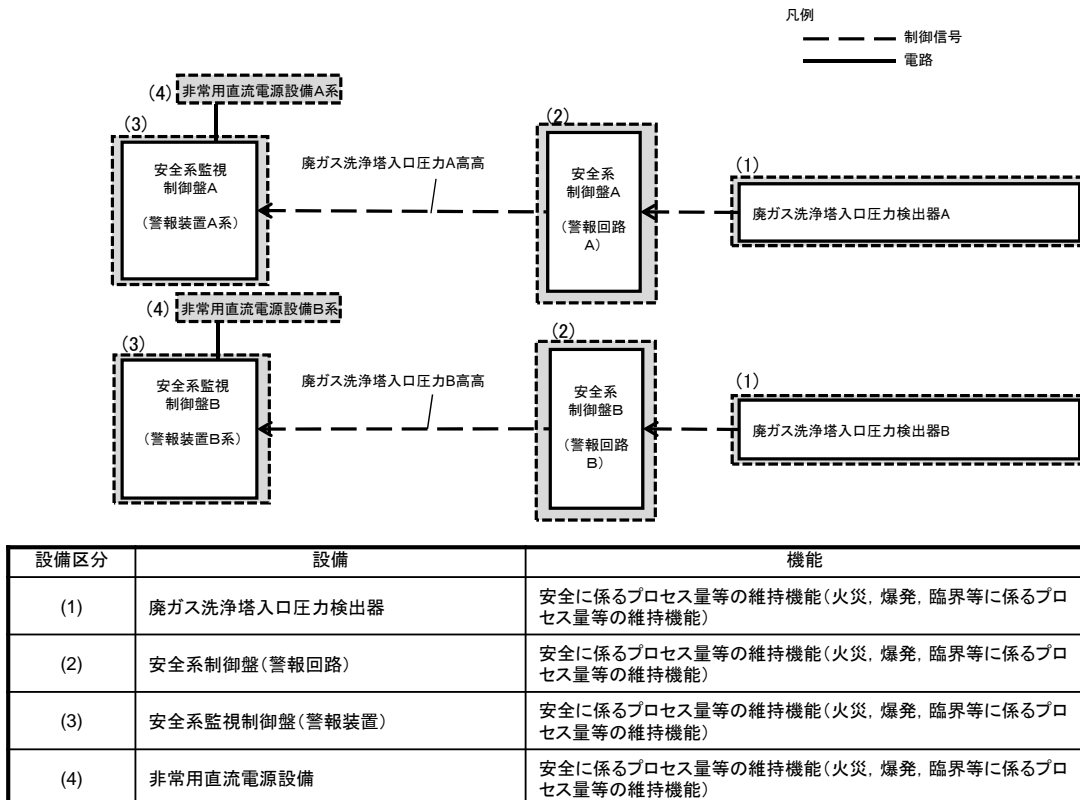 凡例
制御信号
電路
(4) 非常用直流電源設備A系
(3)
安全系監視
制御盤A
(警報装置A系)
廃ガス洗浄塔入口圧力A高高
(2)
安全系
制御盤A
(警報回路
A)
(1)
廃ガス洗浄塔入口圧力検出器A
(4) 非常用直流電源設備B系
(3)
安全系監視
制御盤B
(警報装置B系)
廃ガス洗浄塔入口圧力B高高
(2)
安全系
制御盤B
(警報回路
B)
(1)
廃ガス洗浄塔入口圧力検出器B
設備区分 設備 機能
(1) 廃ガス洗浄塔入口圧力検出器 安全に係るプロセス量等の維持機能(火災, 爆発, 臨界等に係るプロ
セス量等の維持機能)
(2) 安全系制御盤(警報回路) 安全に係るプロセス量等の維持機能(火災, 爆発, 臨界等に係るプロ
セス量等の維持機能)
(3) 安全系監視制御盤(警報装置) 安全に係るプロセス量等の維持機能(火災, 爆発, 臨界等に係るプロ
セス量等の維持機能)
(4) 非常用直流電源設備 安全に係るプロセス量等の維持機能(火災, 爆発, 臨界等に係るプロ
セス量等の維持機能)